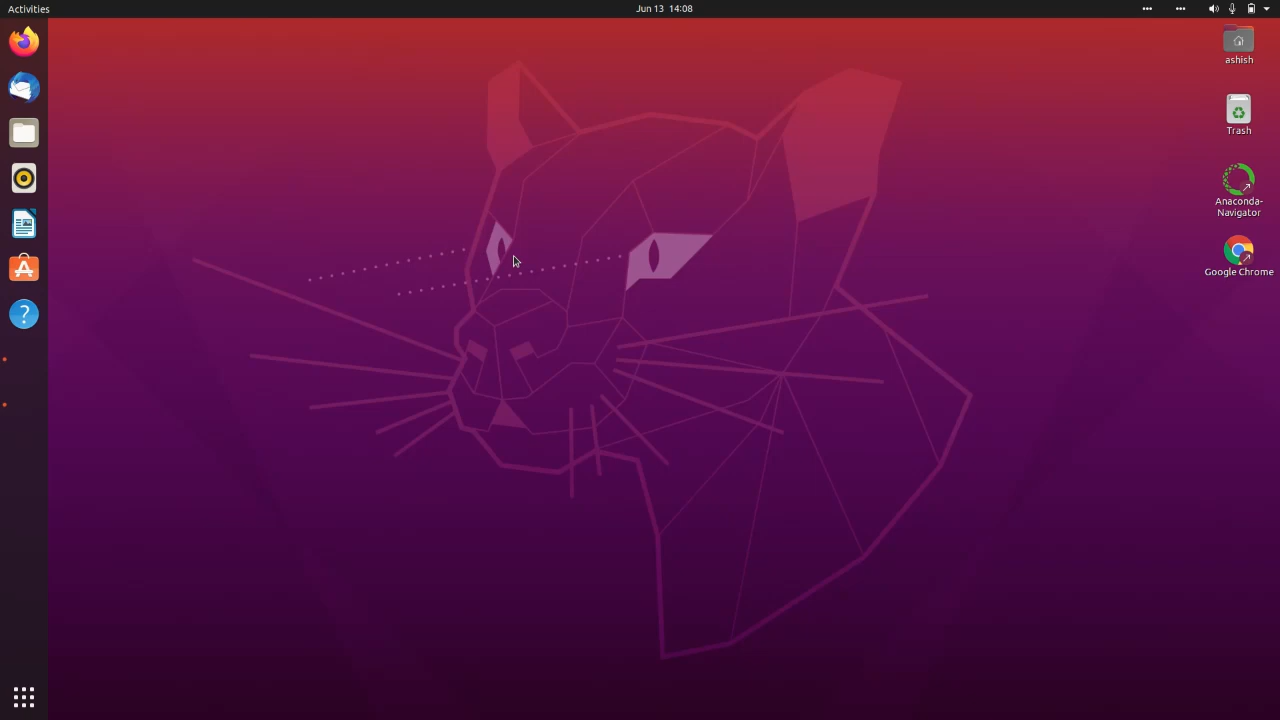 Activities
Jun 13 14:08
ashish
Trash
Anaconda-
Navigator
Google Chrome